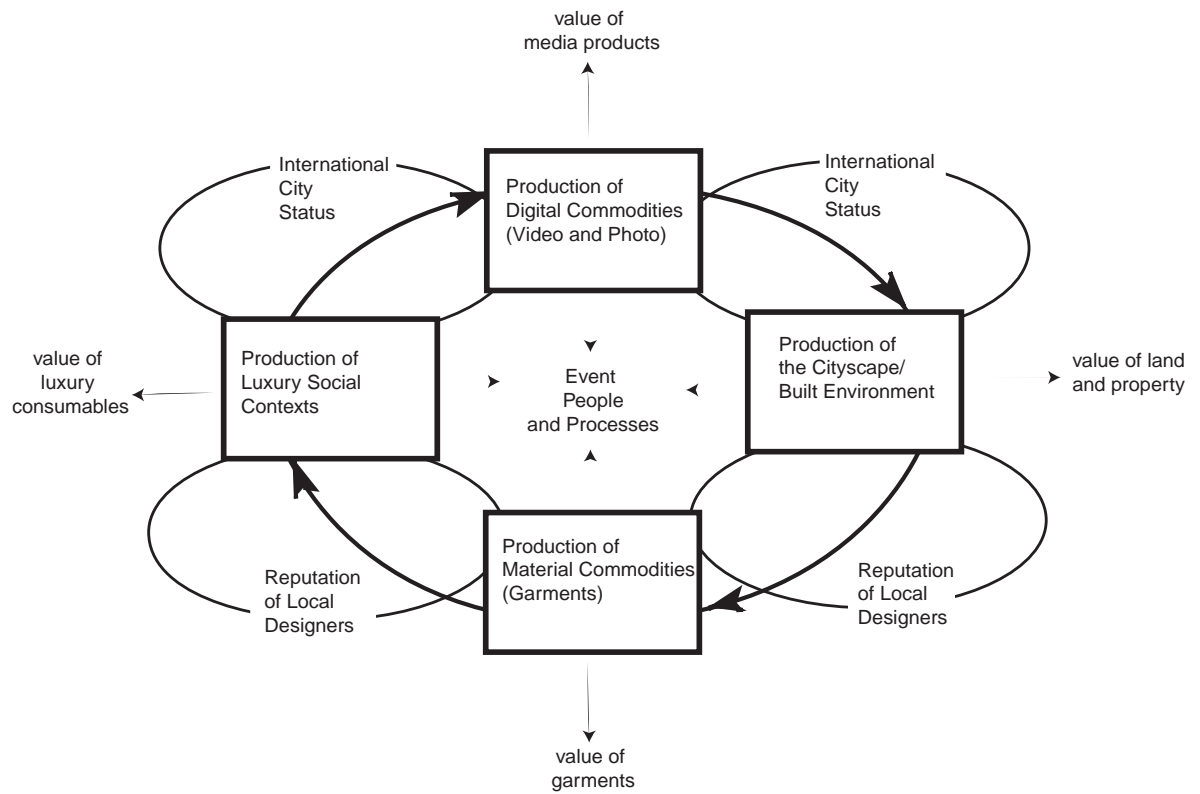 value of
media products
International
City
Status
International
City
Status
Production of
Digital Commodities
(Video and Photo)
Production of
the Cityscape/
Built Environment
value of
luxury
consumables
Production of
Luxury Social
Contexts
Event
People
and Processes
value of land
and property
Production of
Material Commodities
(Garments)
Reputation
of Local
Designers
Reputation
of Local
Designers
value of
garments